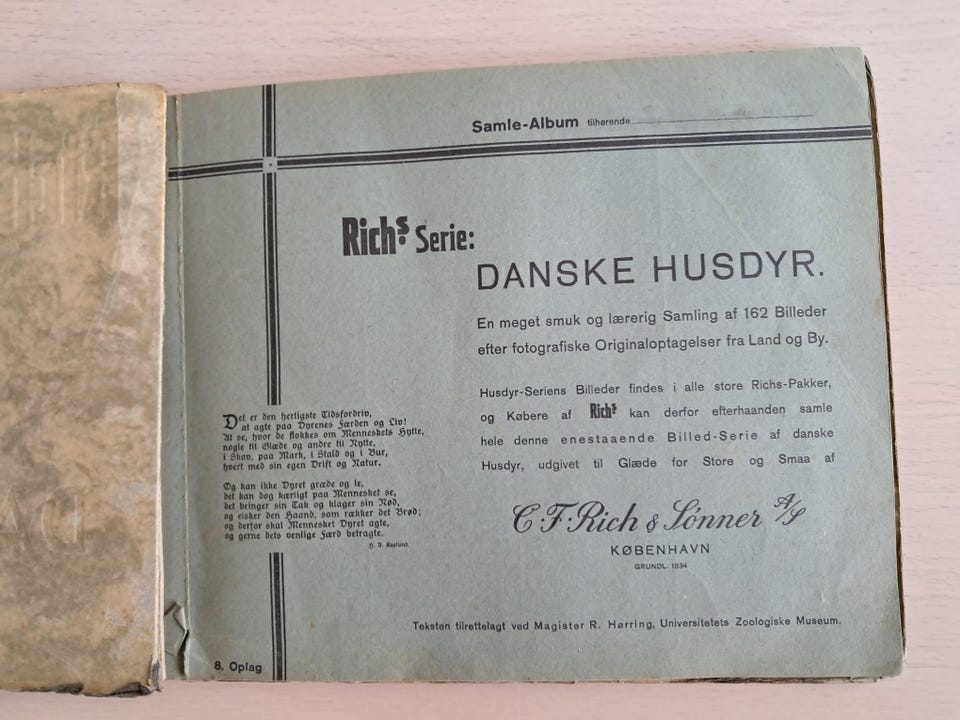 Samle-Album tilhørende
Richs Serie:
DANSKE HUSDYR.
En meget smuk og lærerig Samling af 162 Billeder
efter fotografiske Originaloptagelser fra Land og By.
Husdyr-Seriens Billeder findes i alle store Richs-Pakker,
og Købere af Richs kan derfor efterhaanden samle
hele denne enestaaende Billed-Serie af danske
Husdyr, udgivet til Glæde for Store og Smaa af
C. F. Rich & Sønner A/S
KØBENHAVN
GRUNDL. 1834
Det er den herligste Tidsfordriv,
at agte paa Dyrenes Færden og Liv!
At se, hvor de flokkes om Menneskets Hytte,
nogle til Glæde og andre til Nytte,
i Skov, paa Mark, i Stald og i Bur,
hvert med sin egen Drift og Natur.
Og kan ikke Dyret græde og le,
det kan dog kærligt paa Mennesket se,
det bringer sin Tak og klager sin Nød,
og elsker den Haand, som rækker det Brød;
og derfor skal Mennesket Dyret agte,
og gerne dets venlige Færd betragte.
H. V. Kaalund
Teksten tilrettelagt ved Magister R. Hørring, Universitetets Zoologiske Museum.
8. Oplag